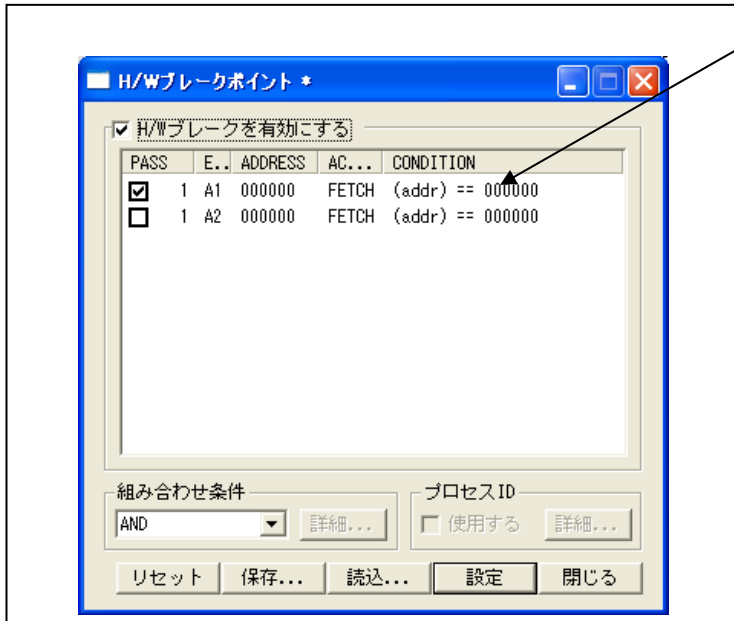 H/Wブレークポイント *
H/Wブレークを有効にする
PASS E.. ADDRESS AC... CONDITION
1 A1 000000 FETCH (addr) == 000000
1 A2 000000 FETCH (addr) == 000000
組み合わせ条件 プロセスID
AND 詳細... 使用する 詳細...
リセット 保存... 読込... 設定 閉じる